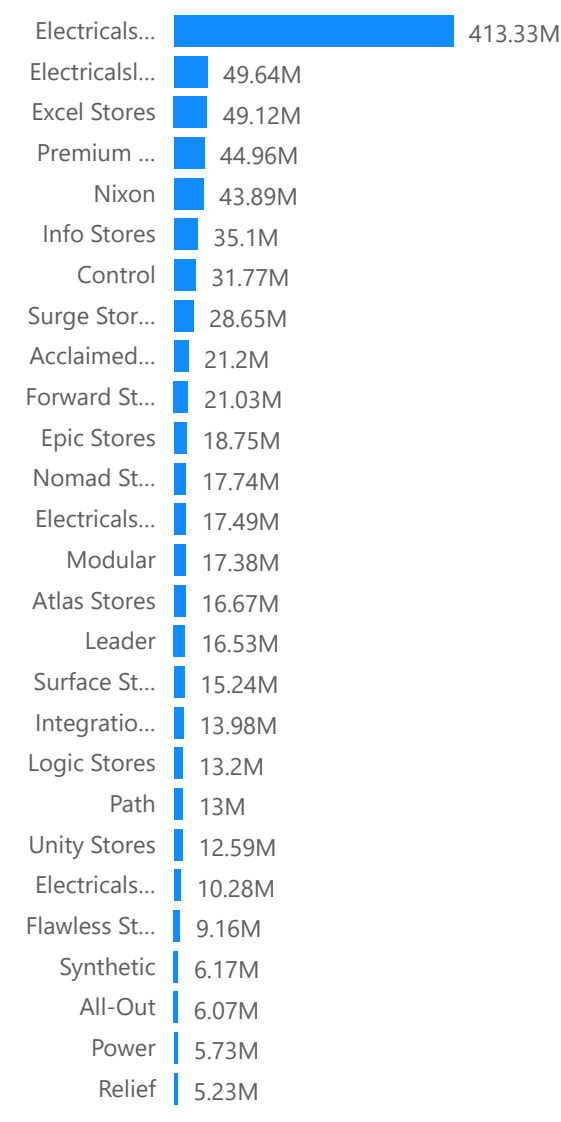 Electricals... 413.33M
Electricalsl... 49.64M
Excel Stores 49.12M
Premium ... 44.96M
Nixon 43.89M
Info Stores 35.1M
Control 31.77M
Surge Stor... 28.65M
Acclaimed... 21.2M
Forward St... 21.03M
Epic Stores 18.75M
Nomad St... 17.74M
Electricals... 17.49M
Modular 17.38M
Atlas Stores 16.67M
Leader 16.53M
Surface St... 15.24M
Integratio... 13.98M
Logic Stores 13.2M
Path 13M
Unity Stores 12.59M
Electricals... 10.28M
Flawless St... 9.16M
Synthetic 6.17M
All-Out 6.07M
Power 5.73M
Relief 5.23M